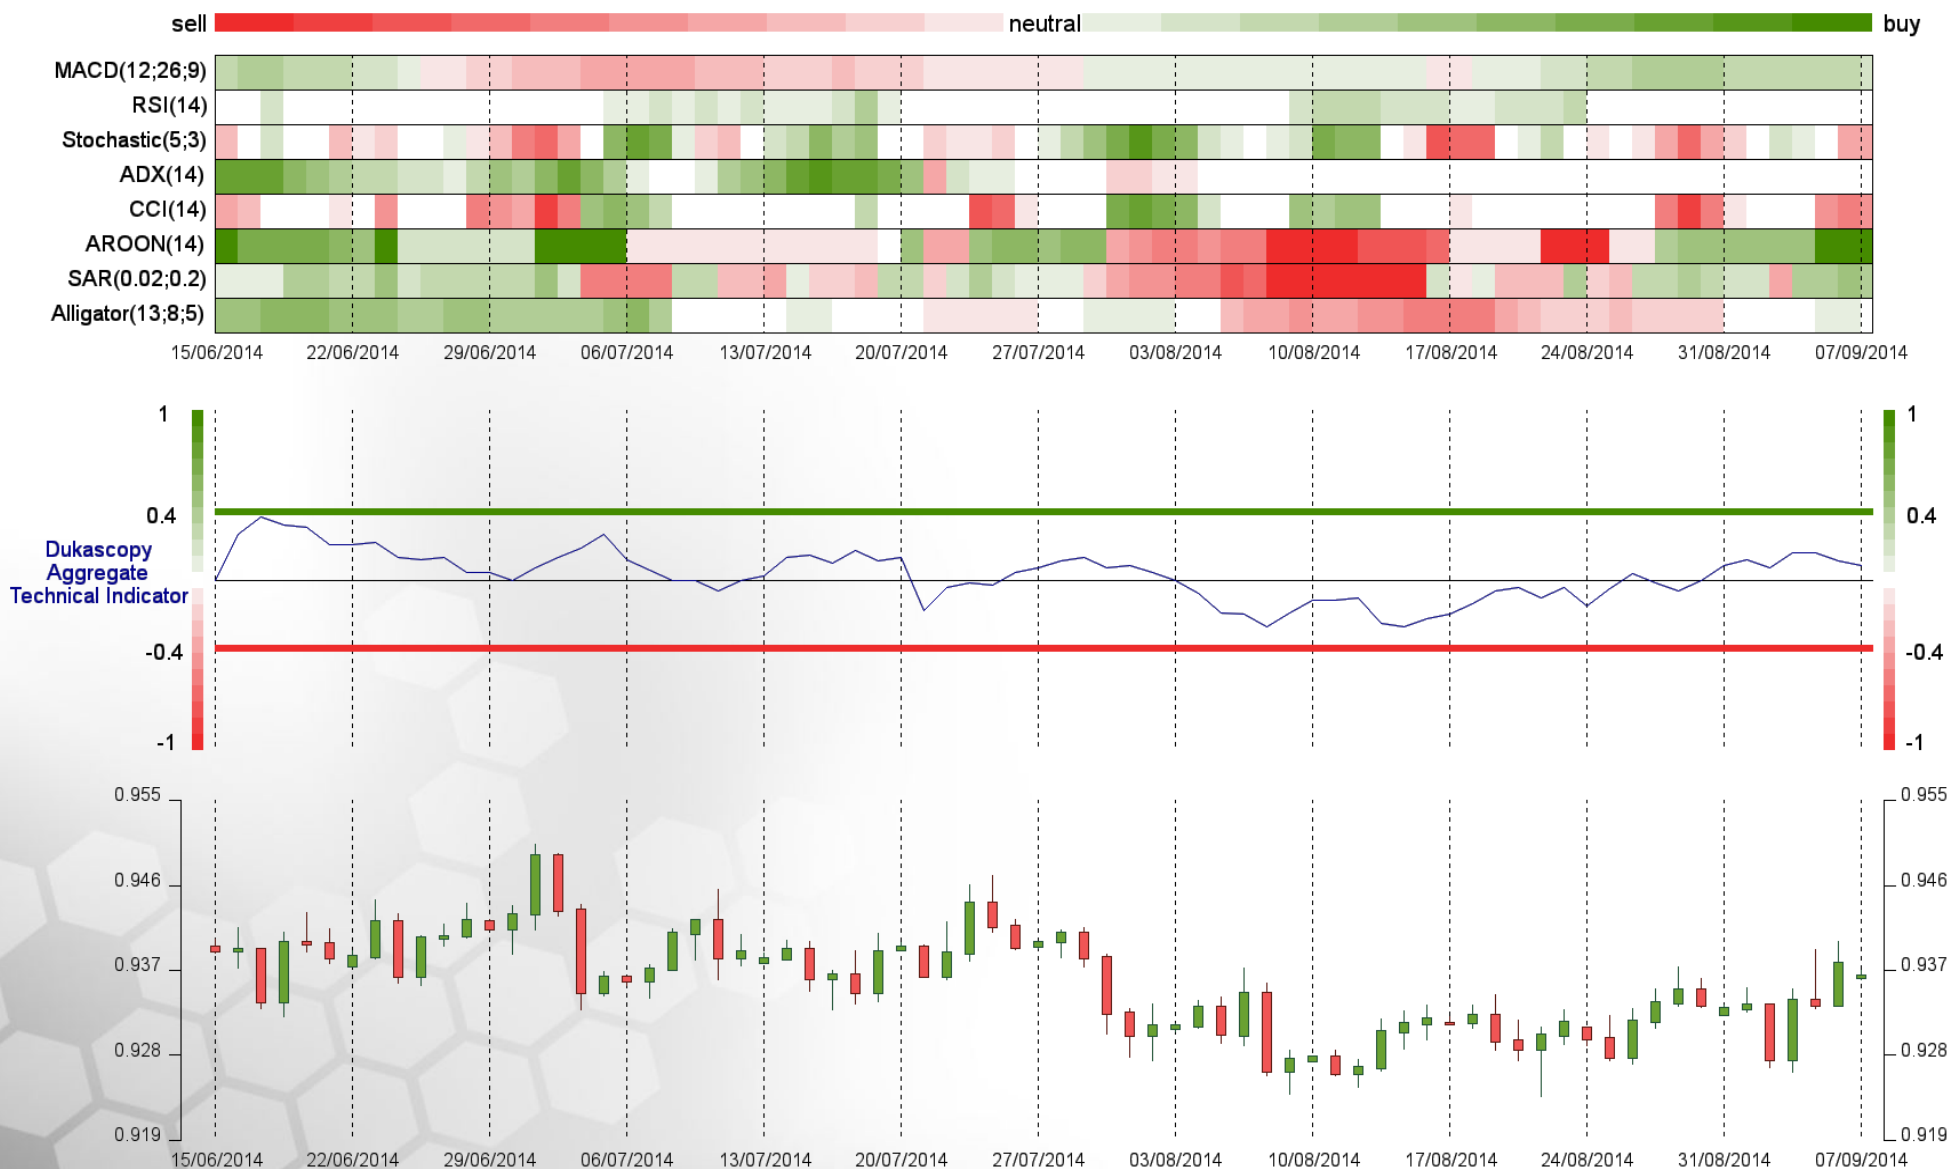 sell neutral buy
MACD(12;26;9)
RSI(14)
Stochastic(5;3)
ADX(14)
CCI(14)
AROON(14)
SAR(0.02;0.2)
Alligator(13;8;5)
15/06/2014 22/06/2014 29/06/2014 06/07/2014 13/07/2014 20/07/2014 27/07/2014 03/08/2014 10/08/2014 17/08/2014 24/08/2014 31/08/2014 07/09/2014
1 1
0.4 0.4
Dukascopy
Aggregate
Technical Indicator
-0.4 -0.4
-1 -1
0.955 0.955
0.946 0.946
0.937 0.937
0.928 0.928
0.919 0.919
15/06/2014 22/06/2014 29/06/2014 06/07/2014 13/07/2014 20/07/2014 27/07/2014 03/08/2014 10/08/2014 17/08/2014 24/08/2014 31/08/2014 07/09/2014